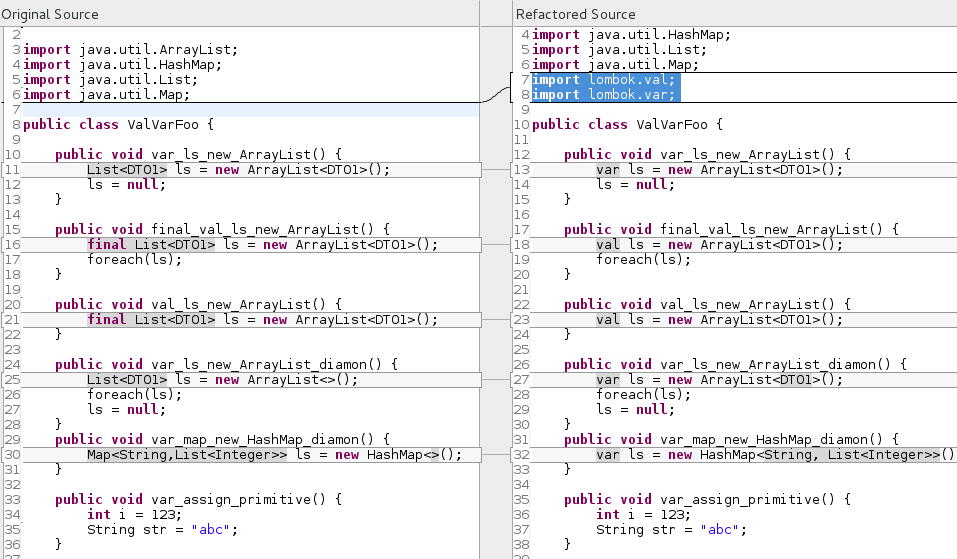 Original Source
2
3 import java.util.ArrayList;
4 import java.util.HashMap;
5 import java.util.List;
6 import java.util.Map;
7
8 public class ValVarFoo {
9
10     public void var_ls_new_ArrayList() {
11         List<DTO1> ls = new ArrayList<DTO1>();
12         ls = null;
13     }
14
15     public void final_val_ls_new_ArrayList() {
16         final List<DTO1> ls = new ArrayList<DTO1>();
17         foreach(ls);
18     }
19
20     public void val_ls_new_ArrayList() {
21         final List<DTO1> ls = new ArrayList<DTO1>();
22     }
23
24     public void var_ls_new_ArrayList_diamon() {
25         List<DTO1> ls = new ArrayList<>();
26         foreach(ls);
27         ls = null;
28     }
29     public void var_map_new_HashMap_diamon() {
30         Map<String,List<Integer>> ls = new HashMap<>();
31     }
32
33     public void var_assign_primitive() {
34         int i = 123;
35         String str = "abc";
36     }
Refactored Source
4 import java.util.HashMap;
5 import java.util.List;
6 import java.util.Map;
7 import lombok.val;
8 import lombok.var;
9
10 public class ValVarFoo {
11
12     public void var_ls_new_ArrayList() {
13         var ls = new ArrayList<DTO1>();
14         ls = null;
15     }
16
17     public void final_val_ls_new_ArrayList() {
18         val ls = new ArrayList<DTO1>();
19         foreach(ls);
20     }
21
22     public void val_ls_new_ArrayList() {
23         val ls = new ArrayList<DTO1>();
24     }
25
26     public void var_ls_new_ArrayList_diamon() {
27         var ls = new ArrayList<DTO1>();
28         foreach(ls);
29         ls = null;
30     }
31     public void var_map_new_HashMap_diamon() {
32         var ls = new HashMap<String, List<Integer>>()
33     }
34
35     public void var_assign_primitive() {
36         int i = 123;
37         String str = "abc";
38     }